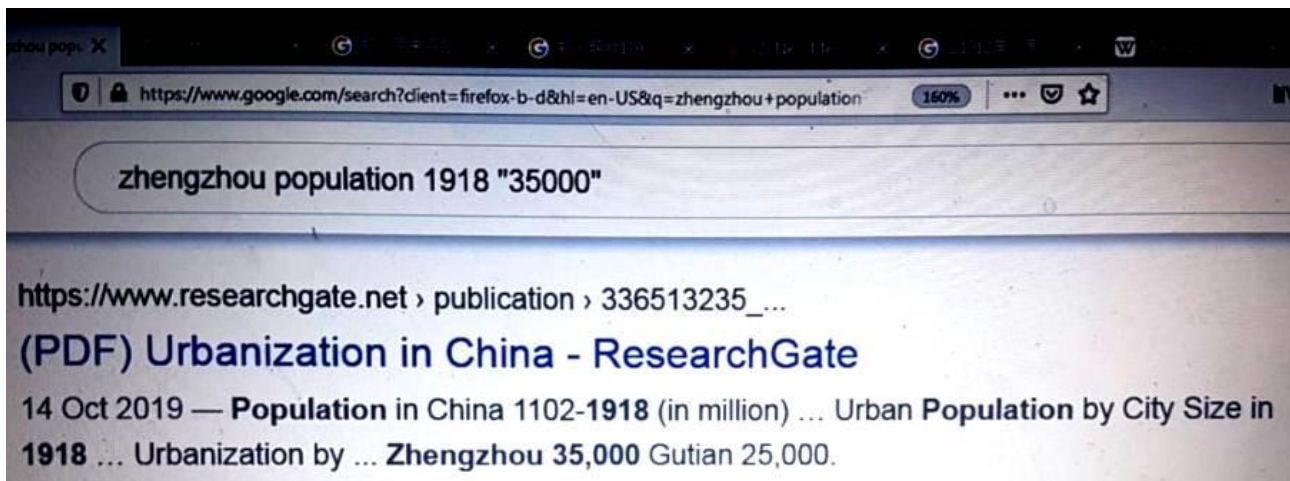 zhou popu
https://www.google.com/search?client=firefox-b-d&hl=en-US&q=zhengzhou+population
160%
zhengzhou population 1918 "35000"
https://www.researchgate.net › publication › 336513235_...
(PDF) Urbanization in China - ResearchGate
14 Oct 2019 — Population in China 1102-1918 (in million) ... Urban Population by City Size in
1918 ... Urbanization by ... Zhengzhou 35,000 Gutian 25,000.